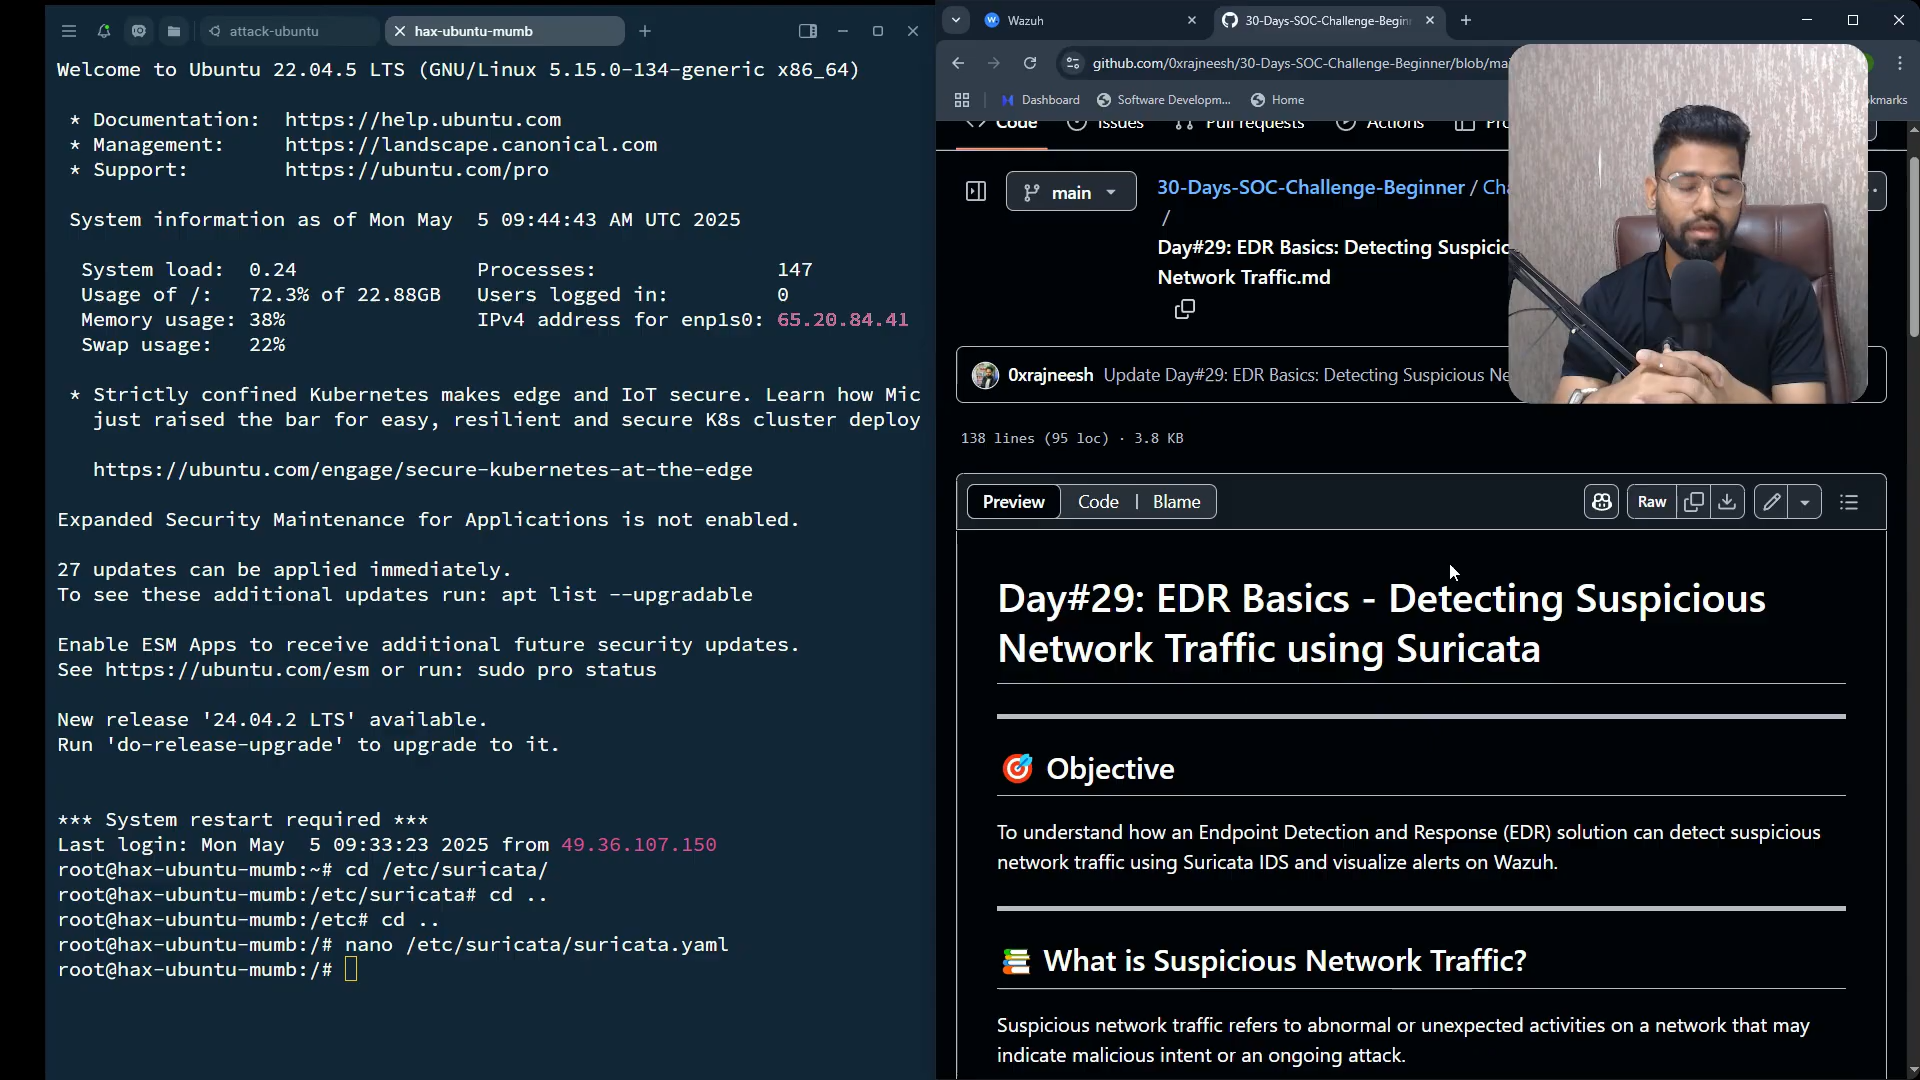 attack-ubuntu
hax-ubuntu-mumb
Welcome to Ubuntu 22.04.5 LTS (GNU/Linux 5.15.0-134-generic x86_64)
* Documentation: https://help.ubuntu.com
* Management: https://landscape.canonical.com
* Support: https://ubuntu.com/pro
System information as of Mon May 5 09:44:43 AM UTC 2025
System load: 0.24 Processes: 147
Usage of /: 72.3% of 22.88GB Users logged in: 0
Memory usage: 38% IPv4 address for enp1s0: 65.20.84.41
Swap usage: 22%
* Strictly confined Kubernetes makes edge and IoT secure. Learn how Mic
just raised the bar for easy, resilient and secure K8s cluster deploy
https://ubuntu.com/engage/secure-kubernetes-at-the-edge
Expanded Security Maintenance for Applications is not enabled.
27 updates can be applied immediately.
To see these additional updates run: apt list --upgradable
Enable ESM Apps to receive additional future security updates.
See https://ubuntu.com/esm or run: sudo pro status
New release '24.04.2 LTS' available.
Run 'do-release-upgrade' to upgrade to it.
*** System restart required ***
Last login: Mon May 5 09:33:23 2025 from 49.36.107.150
root@hax-ubuntu-mumb:~# cd /etc/suricata/
root@hax-ubuntu-mumb:/etc/suricata# cd ..
root@hax-ubuntu-mumb:/etc# cd ..
root@hax-ubuntu-mumb:/# nano /etc/suricata/suricata.yaml
root@hax-ubuntu-mumb:/#
Wazuh
30-Days-SOC-Challenge-Begin
github.com/0xrajneesh/30-Days-SOC-Challenge-Beginner/blob/ma
Dashboard
Software Developm...
Home
kmarks
Code
Issues
Pull requests
Actions
Pro
main
30-Days-SOC-Challenge-Beginner / Cha
/
Day#29: EDR Basics: Detecting Suspicio
Network Traffic.md
0xrajneesh Update Day#29: EDR Basics: Detecting Suspicious Ne
138 lines (95 loc) · 3.8 KB
Preview
Code
Blame
Raw
Day#29: EDR Basics - Detecting Suspicious
Network Traffic using Suricata
🎯 Objective
To understand how an Endpoint Detection and Response (EDR) solution can detect suspicious
network traffic using Suricata IDS and visualize alerts on Wazuh.
📚 What is Suspicious Network Traffic?
Suspicious network traffic refers to abnormal or unexpected activities on a network that may
indicate malicious intent or an ongoing attack.